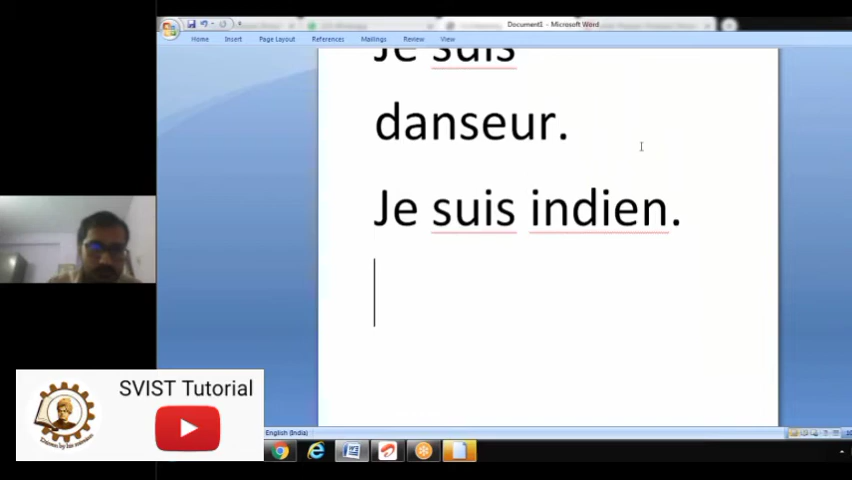 Document1 - Microsoft Word
Home Insert Page Layout References Mailings Review View
Je suis
danseur.
Je suis indien.
SVIST Tutorial
English (India)